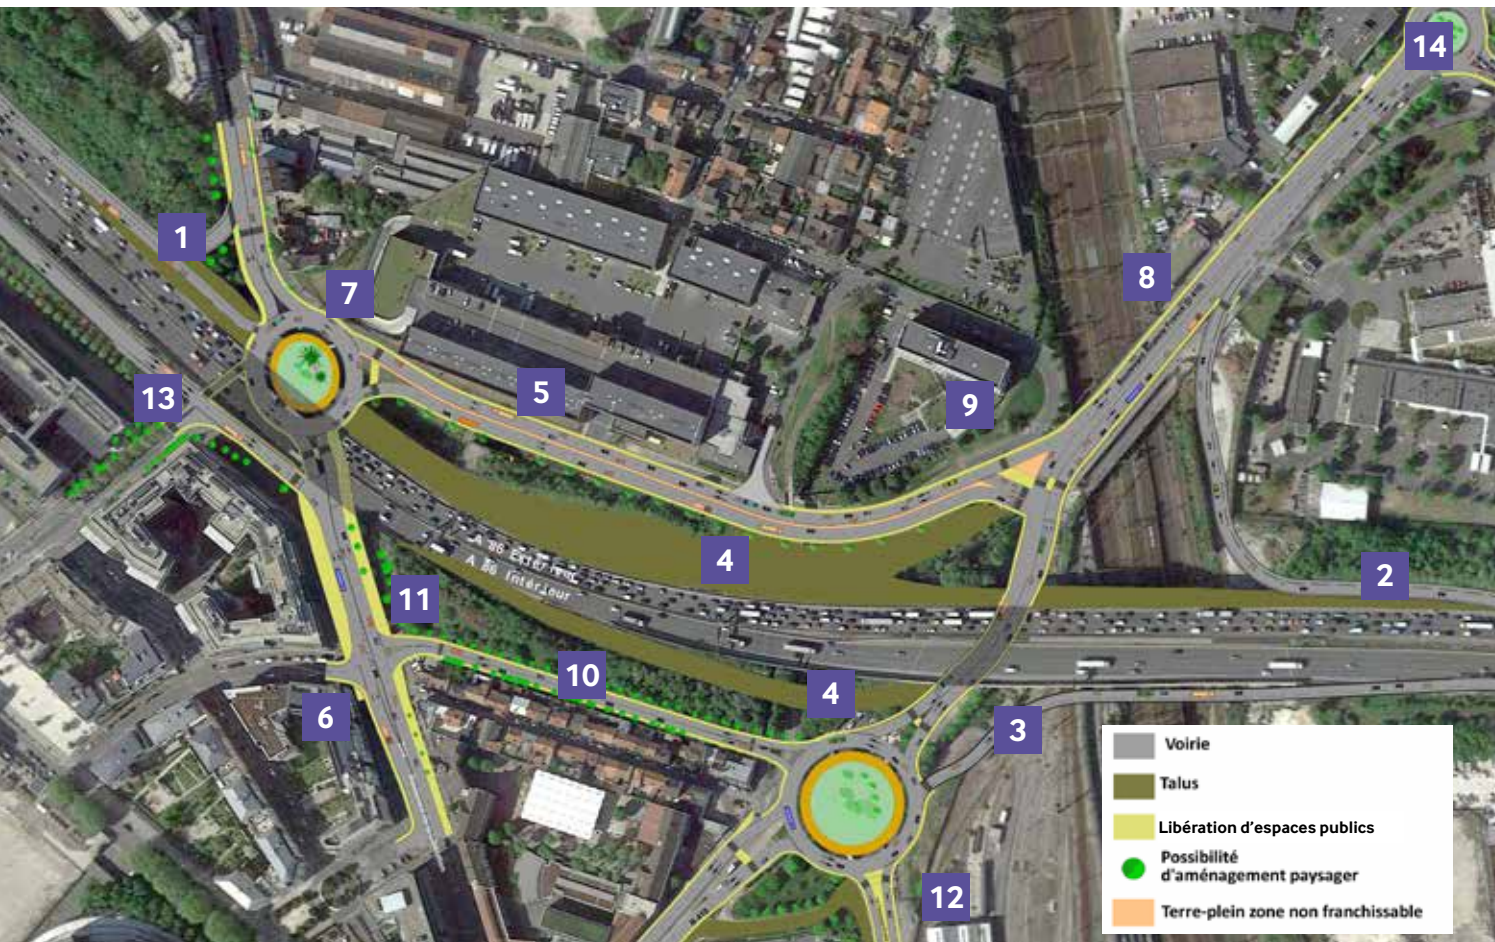 14
1
7
8
13
5
9
4
A 86 Extérieur
A 86 Intérieur
2
11
10
4
6
3
12
Voirie
Talus
Libération d'espaces publics
Possibilité
d'aménagement paysager
Terre-plein zone non franchissable